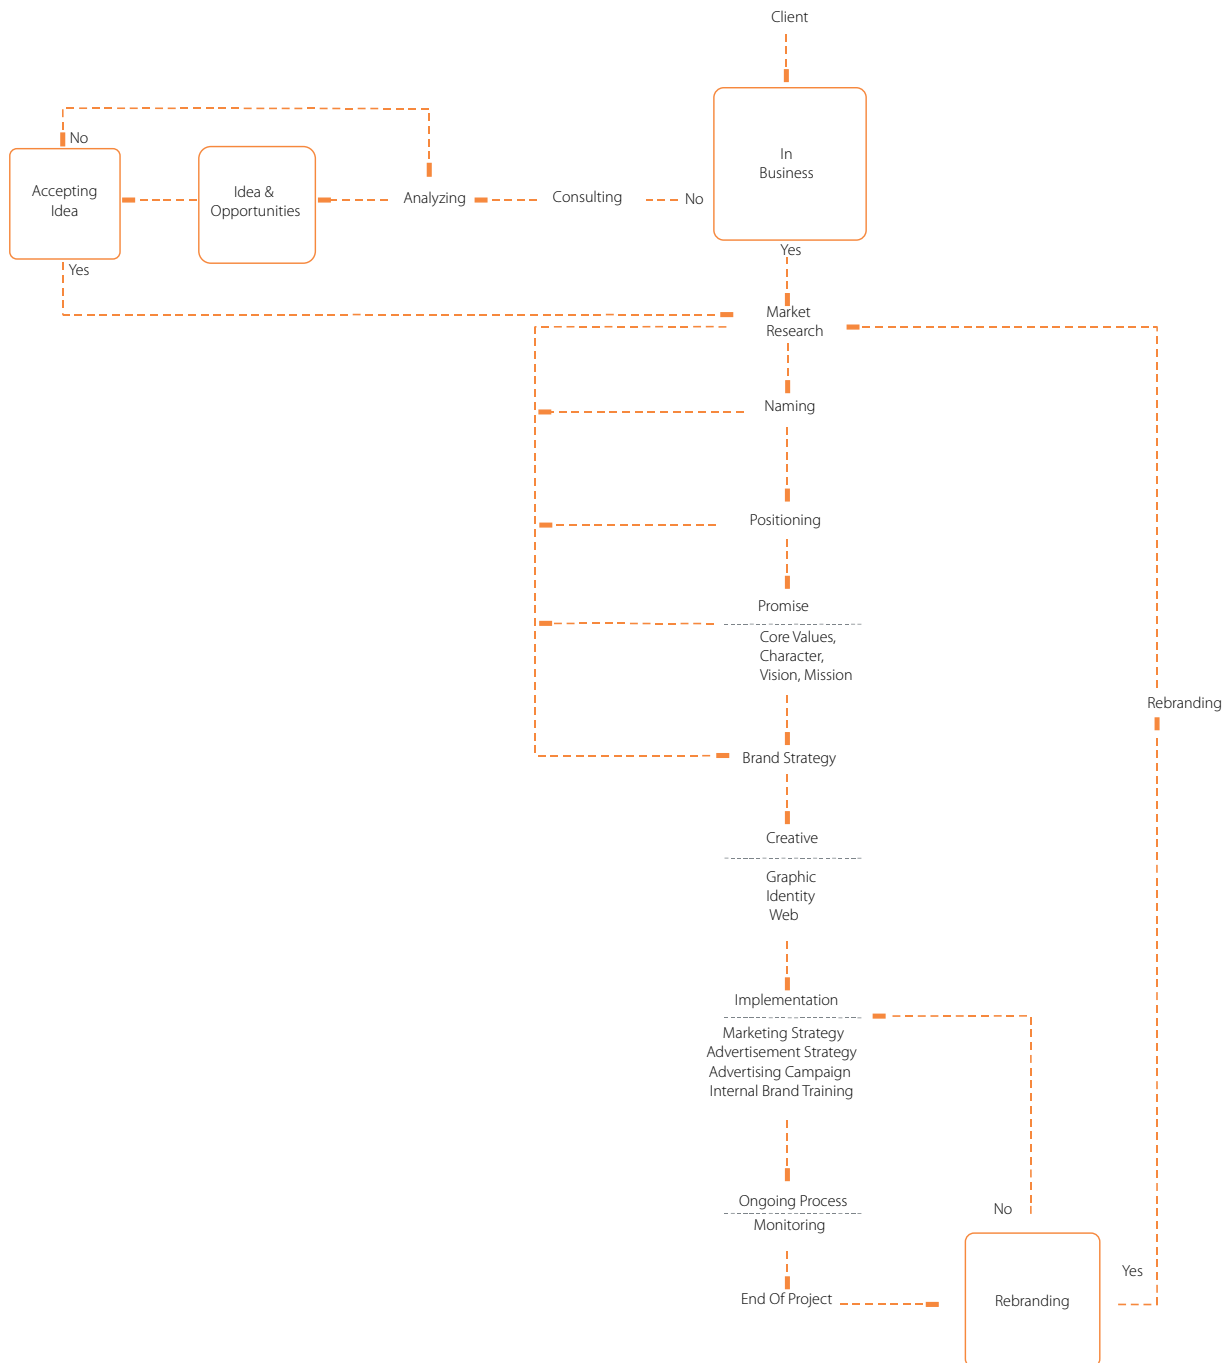 Client
In
Business
No
Accepting
Idea
Idea &
Opportunities
Analyzing
Consulting
No
Yes
Yes
Market
Research
Naming
Positioning
Promise
Core Values,
Character,
Vision, Mission
Rebranding
Brand Strategy
Creative
Graphic
Identity
Web
Implementation
Marketing Strategy
Advertisement Strategy
Advertising Campaign
Internal Brand Training
Ongoing Process
Monitoring
No
Yes
End Of Project
Rebranding